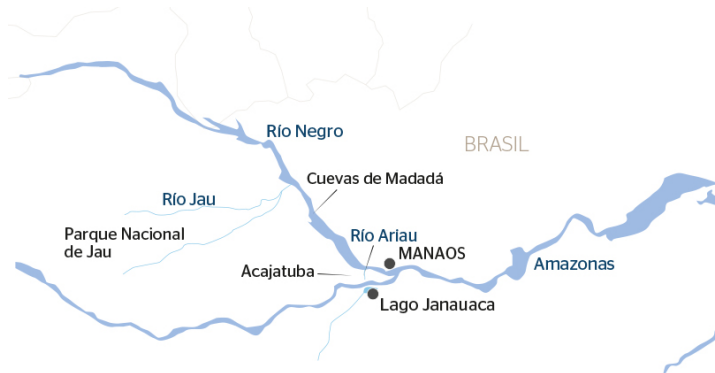 Río Negro
BRASIL
Cuevas de Madadá
Río Jau
Parque Nacional
de Jau
Río Ariau
MANAOS
Acajatuba
Amazonas
Lago Janauaca